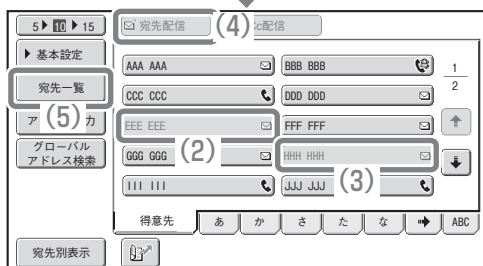 5 10 15
宛先配信
(4)
Cc配信
基本設定
AAA AAA
BBB BBB
1
2
宛先一覧
CCC CCC
DDD DDD
(5)
EEE EEE
(2)
FFF FFF
グローバル
アドレス検索
GGG GGG
HHH HHH
(3)
III III
JJJ JJJ
得意先
あ
か
さ
た
な
ABC
宛先別表示